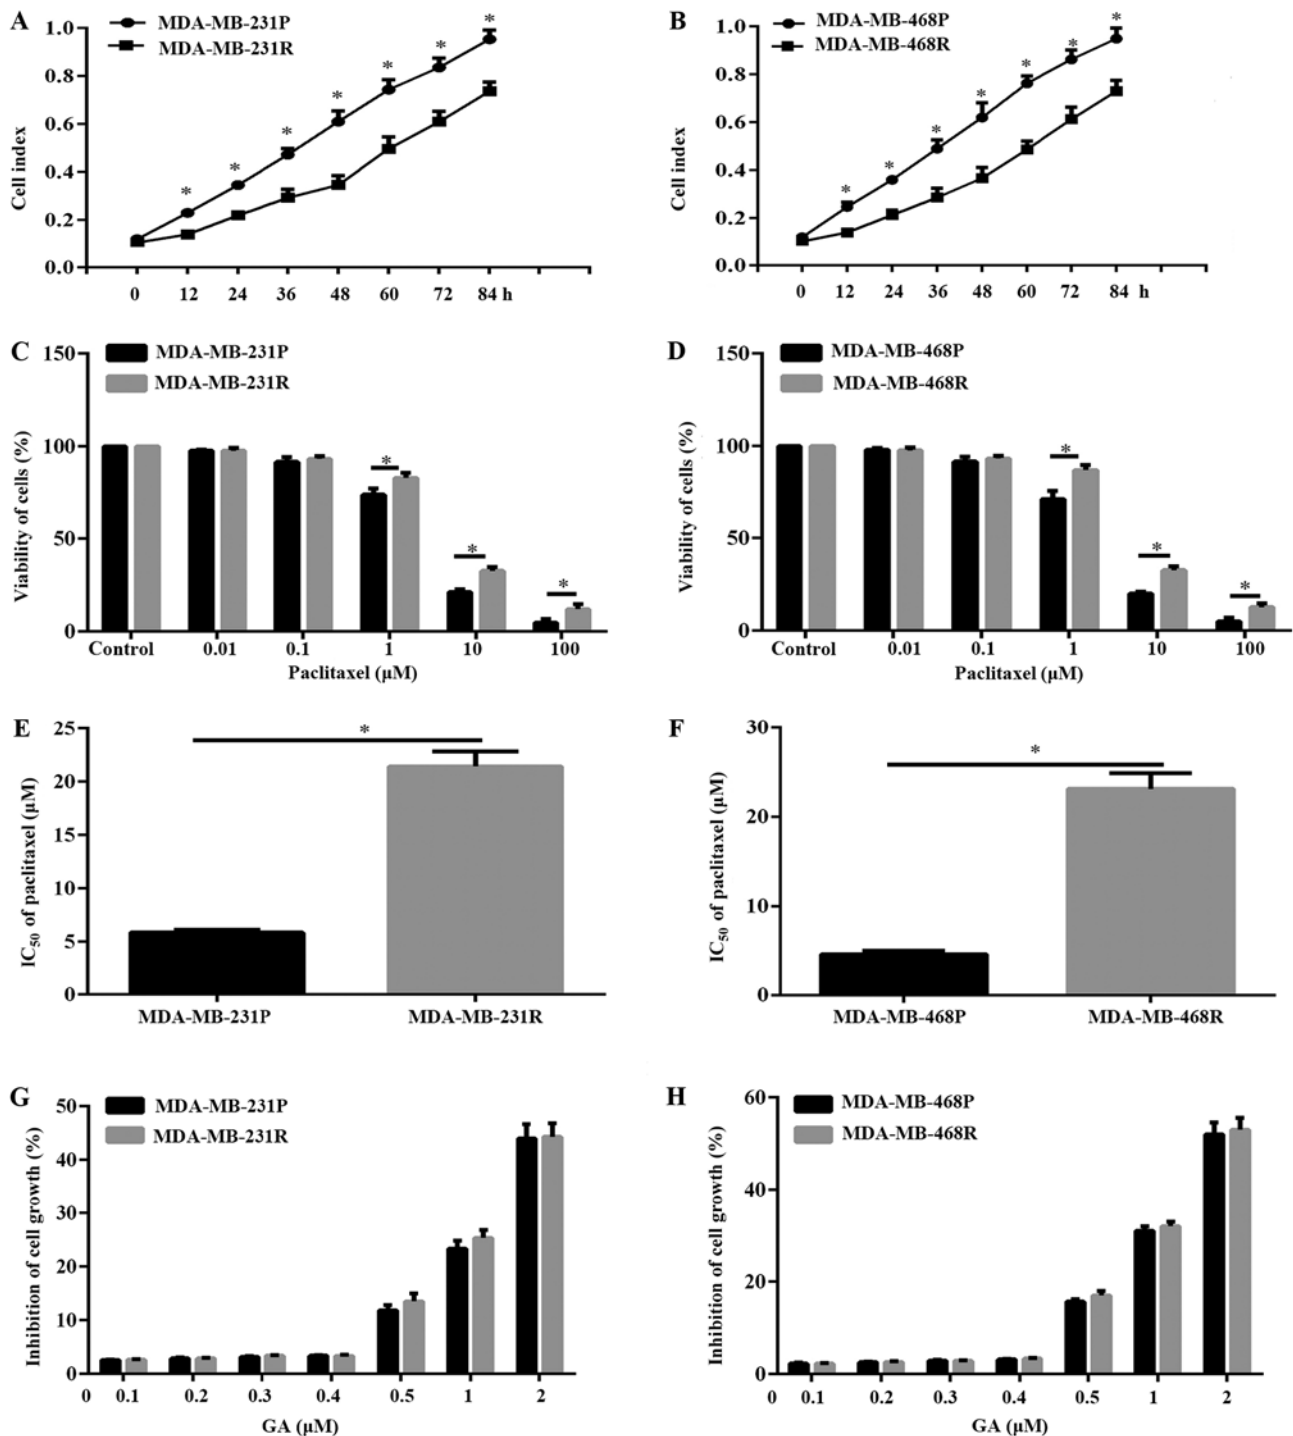 A
MDA-MB-231P
MDA-MB-231R
Cell index
1.0
0.8
0.6
0.4
0.2
0.0
* * * * * * *
0 12 24 36 48 60 72 84 h
B
MDA-MB-468P
MDA-MB-468R
Cell index
1.0
0.8
0.6
0.4
0.2
0.0
* * * * * * *
0 12 24 36 48 60 72 84 h
C
MDA-MB-231P
MDA-MB-231R
Viability of cells (%)
150
100
50
0
* * *
Control 0.01 0.1 1 10 100
Paclitaxel (μM)
D
MDA-MB-468P
MDA-MB-468R
Viability of cells (%)
150
100
50
0
* * *
Control 0.01 0.1 1 10 100
Paclitaxel (μM)
E
IC50 of paclitaxel (μM)
25
20
15
10
5
0
*
MDA-MB-231P MDA-MB-231R
F
IC50 of paclitaxel (μM)
30
20
10
0
*
MDA-MB-468P MDA-MB-468R
G
MDA-MB-231P
MDA-MB-231R
Inhibition of cell growth (%)
50
40
30
20
10
0
0 0.1 0.2 0.3 0.4 0.5 1 2
GA (μM)
H
MDA-MB-468P
MDA-MB-468R
Inhibition of cell growth (%)
60
40
20
0
0 0.1 0.2 0.3 0.4 0.5 1 2
GA (μM)